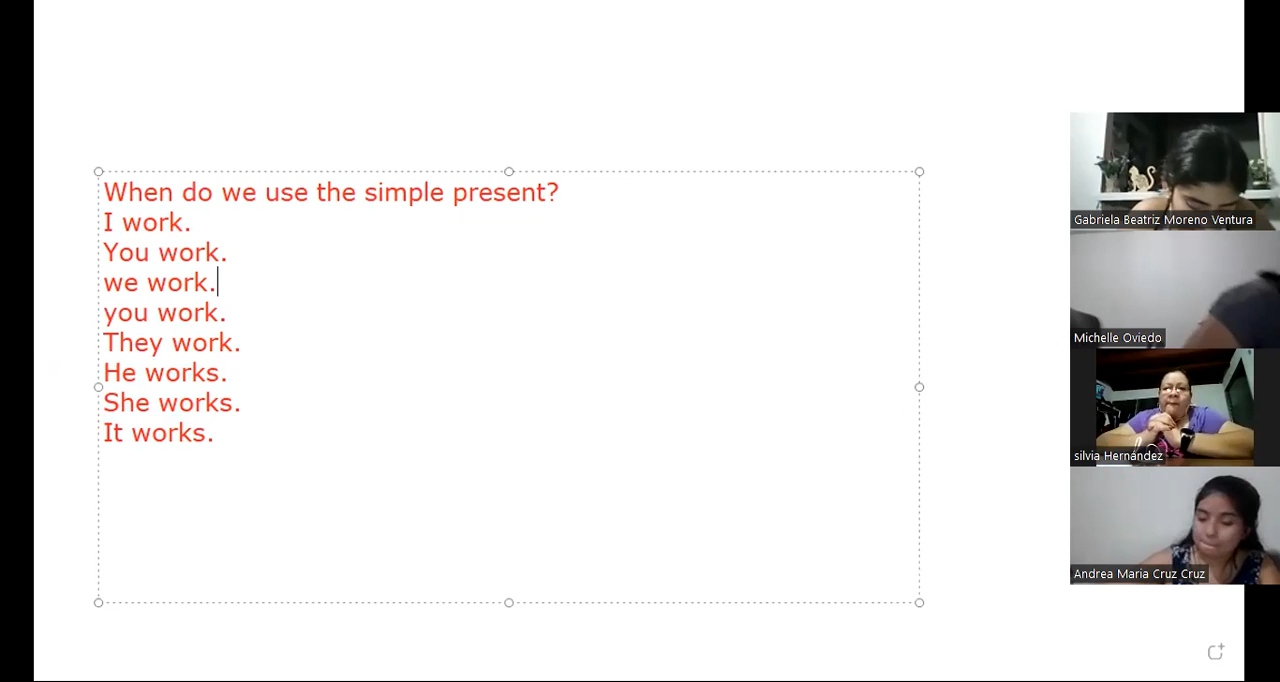 When do we use the simple present?
I work.
You work.
we work.
you work.
They work.
He works.
She works.
It works.
Gabriela Beatriz Moreno Ventura
Michelle Oviedo
silvia Hernández
Andrea Maria Cruz Cruz